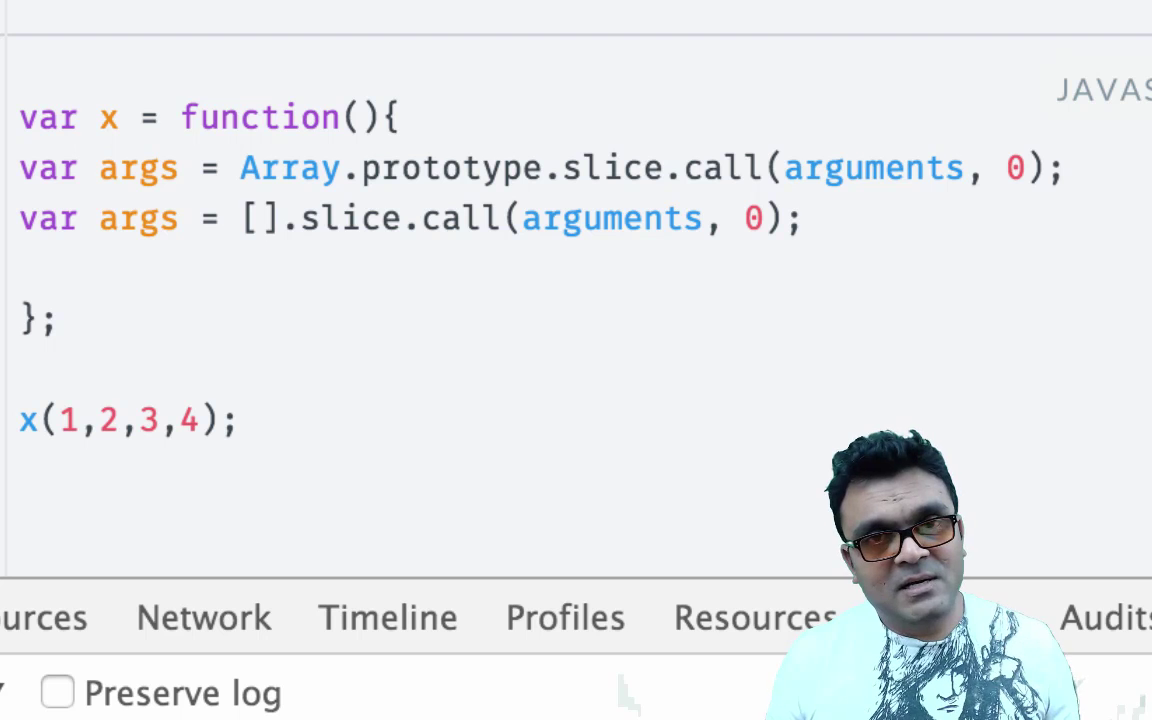 JAVAS
var x = function(){
var args = Array.prototype.slice.call(arguments, 0);
var args = [].slice.call(arguments, 0);
};
x(1,2,3,4);
ources Network Timeline Profiles Resources Audits
Preserve log